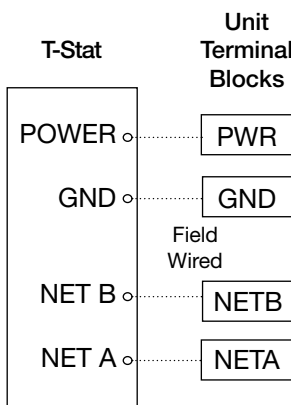 T-Stat
Unit
Terminal
Blocks
POWER
PWR
GND
GND
Field
Wired
NET B
NETB
NET A
NETA